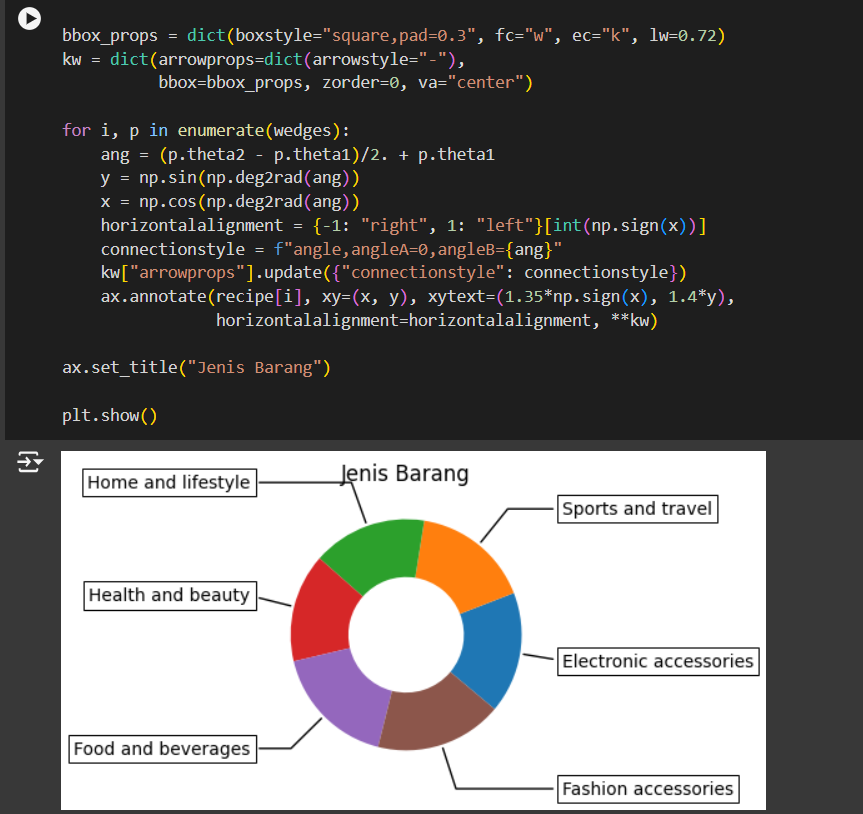 bbox_props = dict(boxstyle="square,pad=0.3", fc="w", ec="k", lw=0.72)
kw = dict(arrowprops=dict(arrowstyle="-"),
          bbox=bbox_props, zorder=0, va="center")
for i, p in enumerate(wedges):
    ang = (p.theta2 - p.theta1)/2. + p.theta1
    y = np.sin(np.deg2rad(ang))
    x = np.cos(np.deg2rad(ang))
    horizontalalignment = {-1: "right", 1: "left"}[int(np.sign(x))]
    connectionstyle = f"angle,angleA=0,angleB={ang}"
    kw["arrowprops"].update({"connectionstyle": connectionstyle})
    ax.annotate(recipe[i], xy=(x, y), xytext=(1.35*np.sign(x), 1.4*y),
                horizontalalignment=horizontalalignment, **kw)
ax.set_title("Jenis Barang")
plt.show()
Jenis Barang
Home and lifestyle
Sports and travel
Health and beauty
Electronic accessories
Food and beverages
Fashion accessories